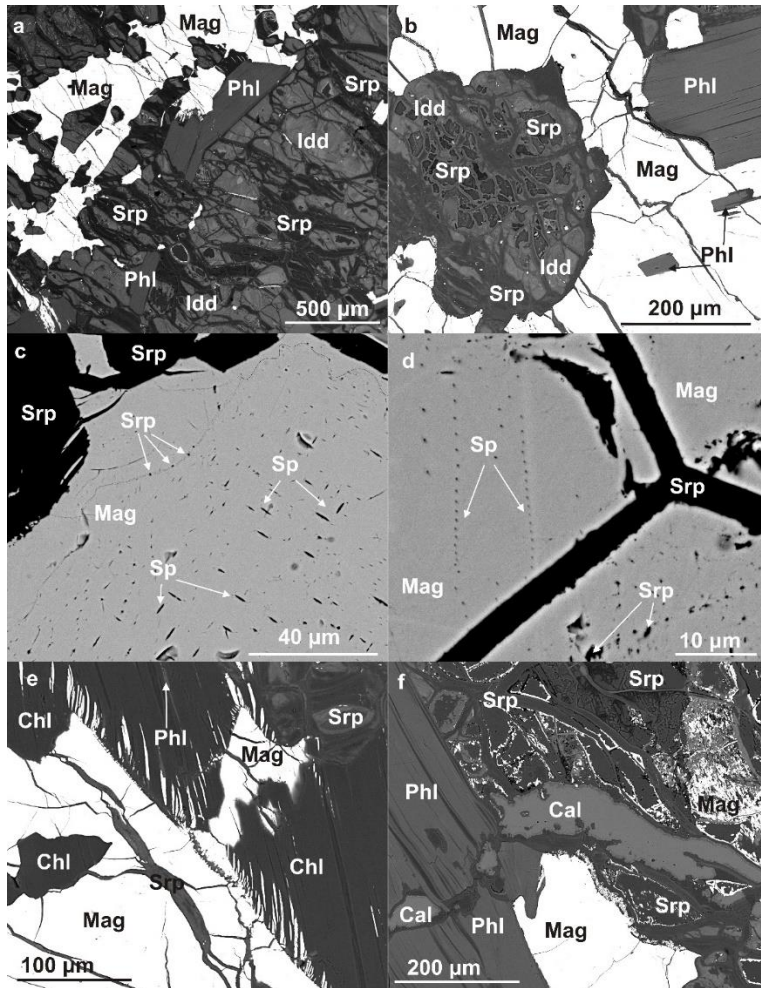 a
Mag
Mag
Phl
Srp
Idd
Srp
Srp
Phl
Idd
500 µm
b
Mag
Phl
Idd
Srp
Srp
Mag
Phl
Idd
Srp
200 µm
c
Srp
Srp
Srp
Sp
Mag
Sp
40 µm
d
Mag
Sp
Srp
Mag
Srp
10 µm
e
Chl
Phl
Srp
Mag
Chl
Chl
Srp
Mag
100 µm
f
Srp
Srp
Phl
Mag
Cal
Cal
Phl
Srp
Mag
200 µm